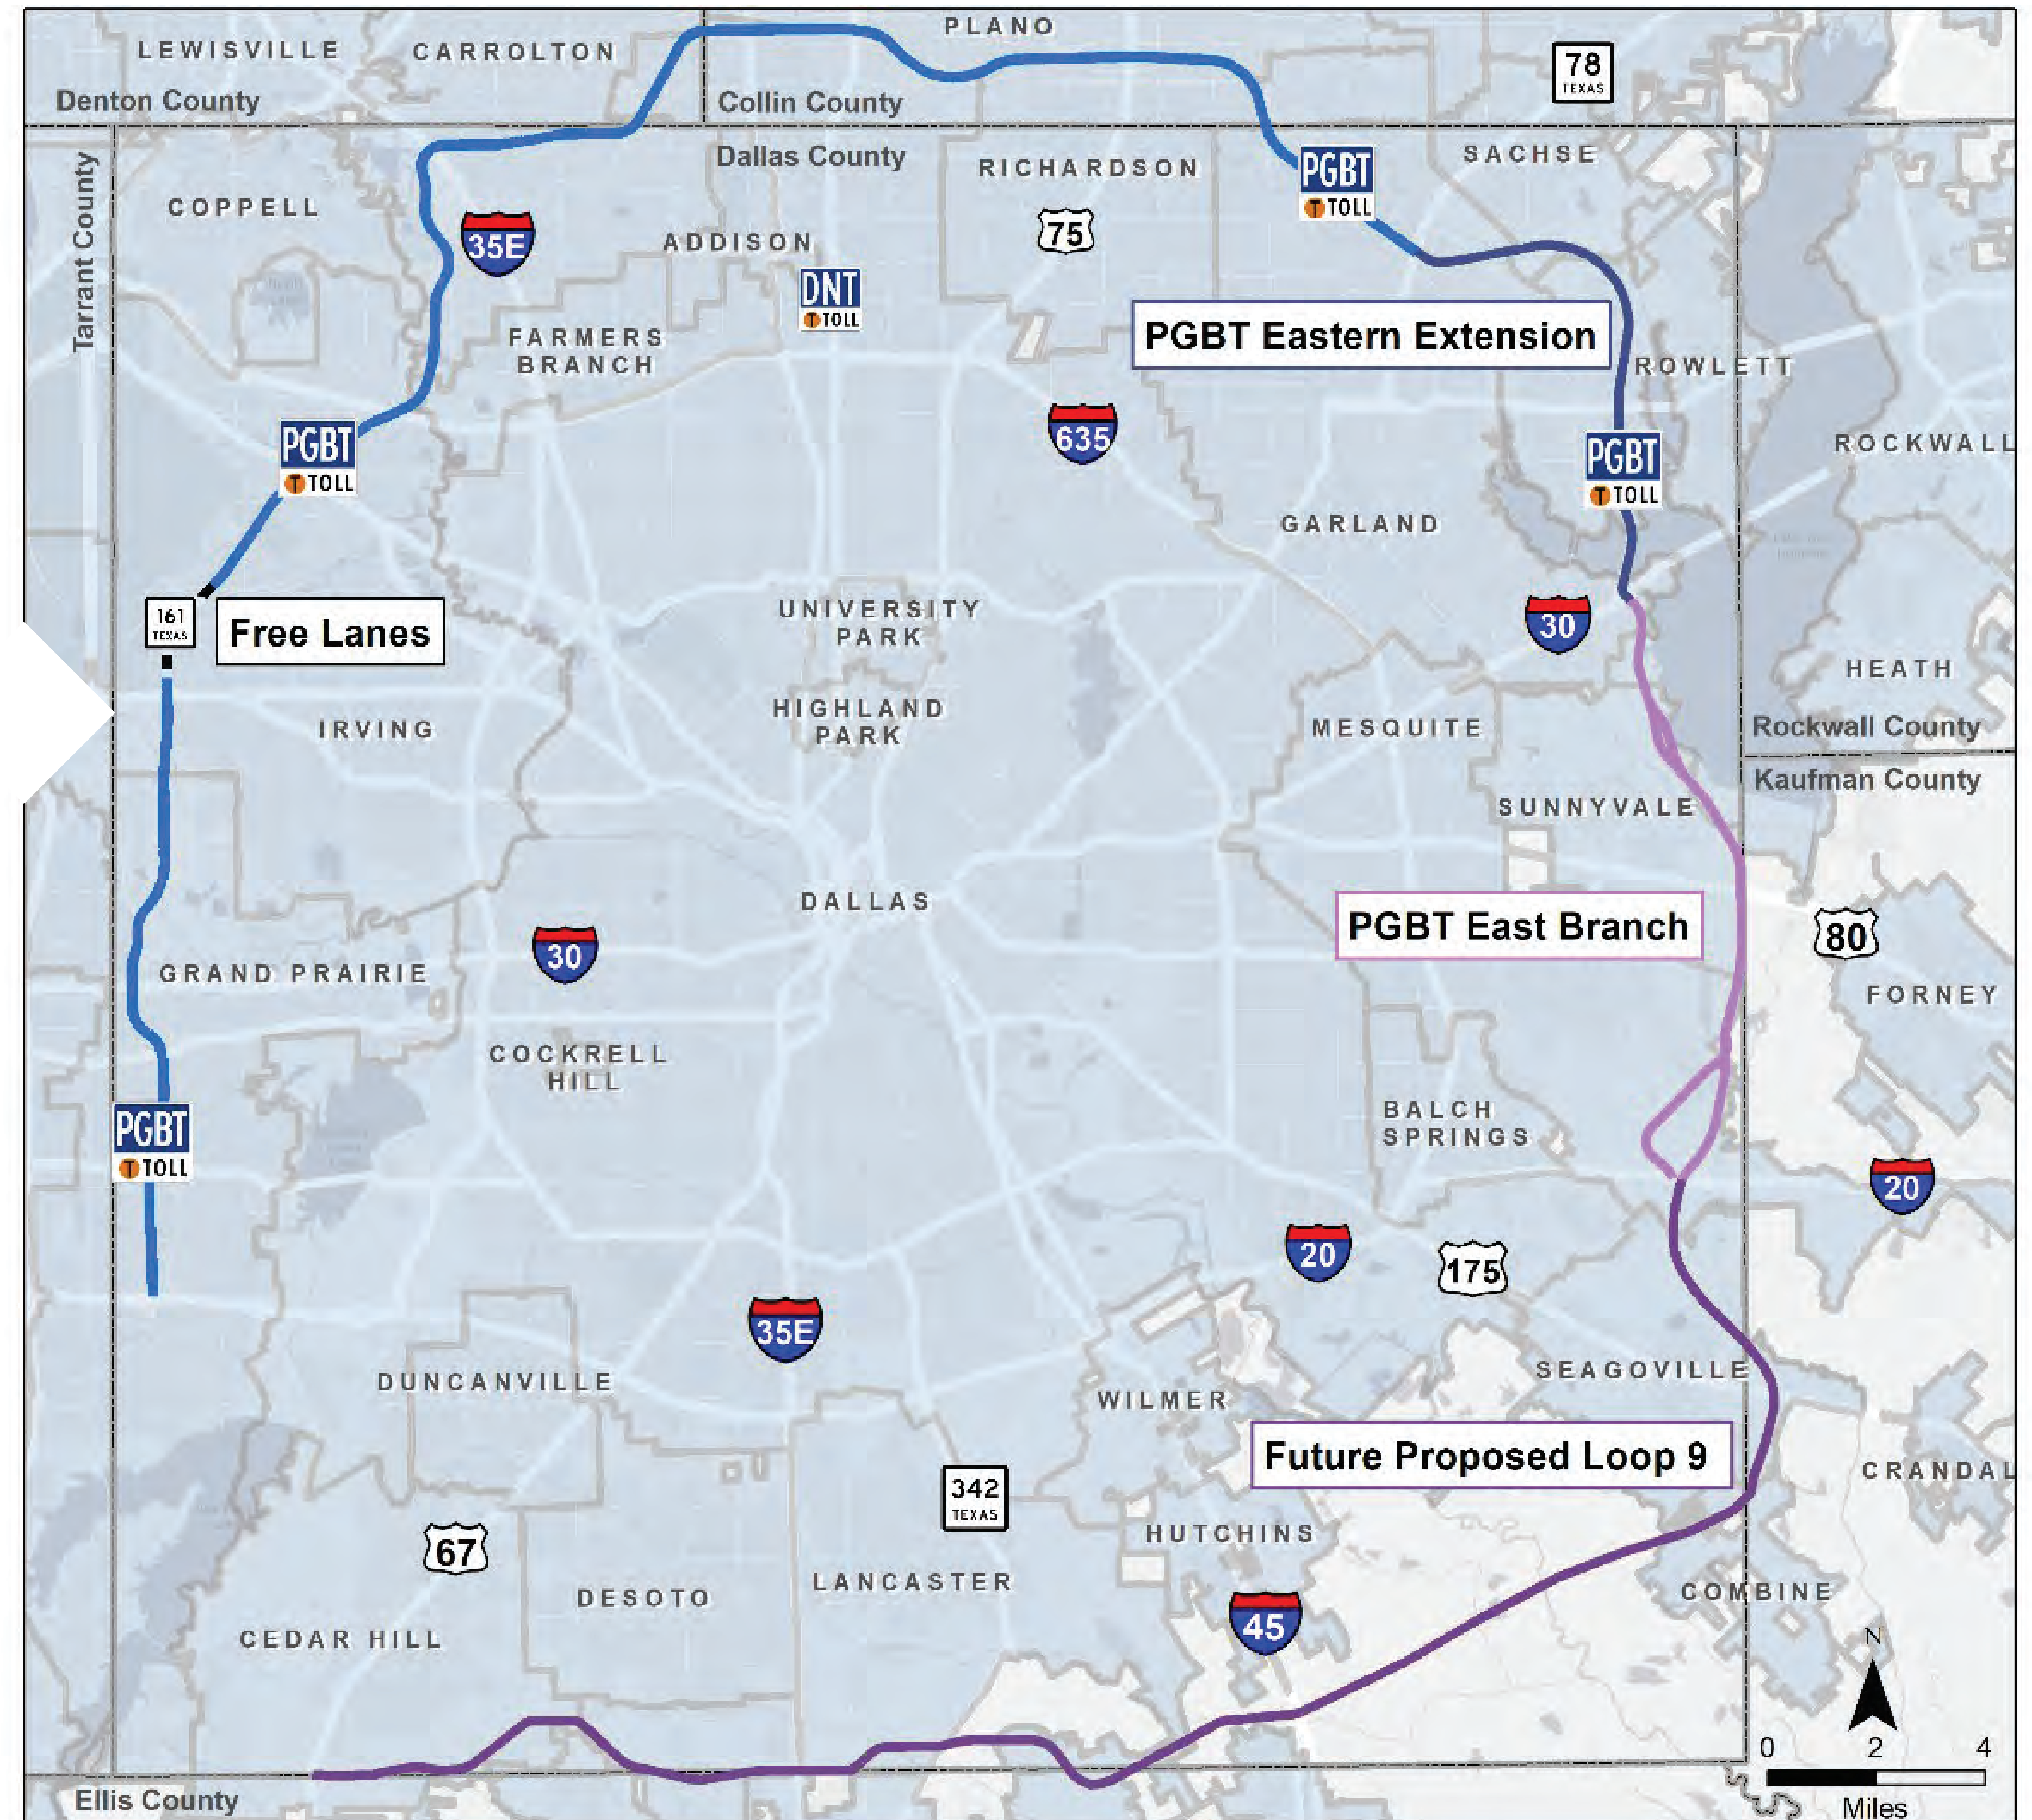 PLANO
LEWISVILLE
CARROLTON
78
TEXAS
Denton County
Collin County
Tarrant County
Dallas County
SACHSE
RICHARDSON
PGBT
TOLL
COPPELL
35E
ADDISON
75
DNT
TOLL
FARMERS
BRANCH
PGBT Eastern Extension
ROWLETT
PGBT
TOLL
635
PGBT
TOLL
ROCKWALL
GARLAND
161
TEXAS
Free Lanes
UNIVERSITY
PARK
30
HEATH
HIGHLAND
PARK
IRVING
MESQUITE
Rockwall County
Kaufman County
SUNNYVALE
DALLAS
PGBT East Branch
80
30
GRAND PRAIRIE
FORNEY
COCKRELL
HILL
BALCH
SPRINGS
PGBT
TOLL
20
20
175
35E
DUNCANVILLE
SEAGOVILLE
WILMER
Future Proposed Loop 9
CRANDAL
342
TEXAS
HUTCHINS
67
LANCASTER
DESOTO
COMBINE
45
CEDAR HILL
N
0 2 4
Miles
Ellis County